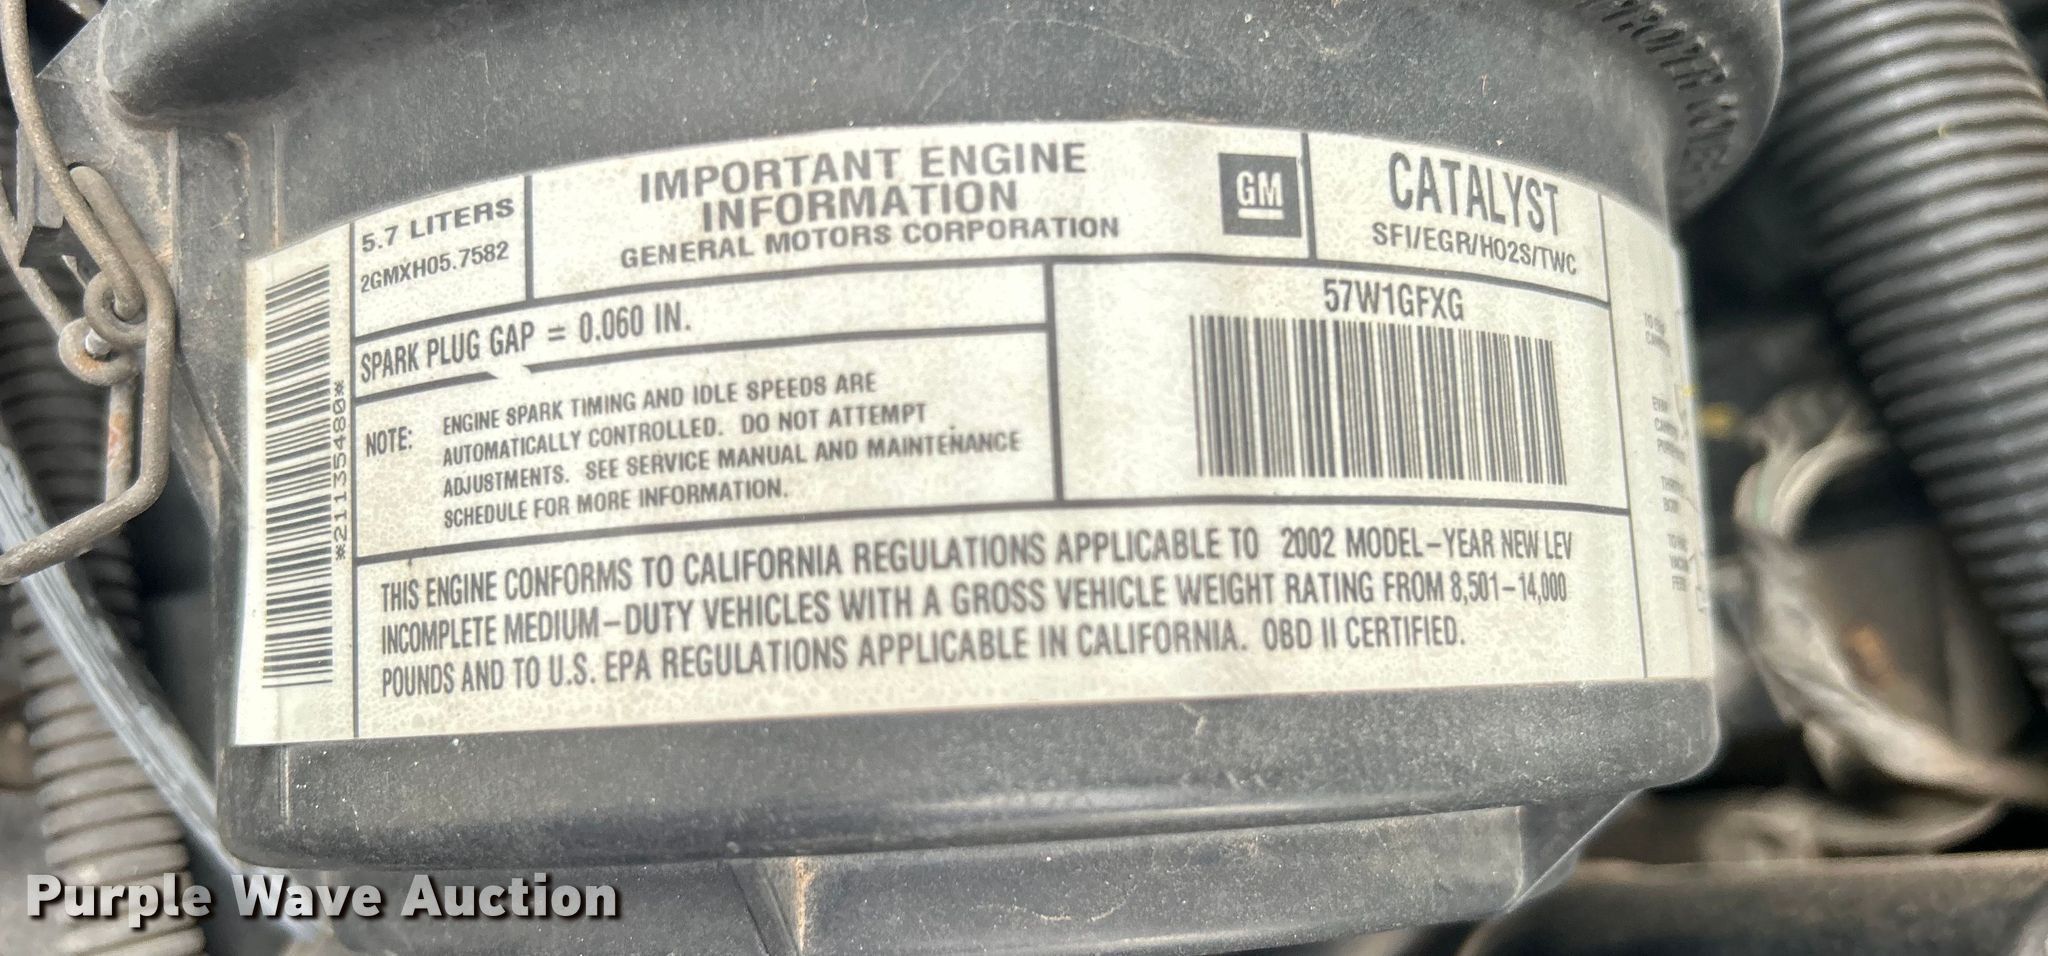 5.7 LITERS
2GMXH05.7582
IMPORTANT ENGINE
INFORMATION
GENERAL MOTORS CORPORATION
GM
CATALYST
SFI/EGR/HO2S/TWC
SPARK PLUG GAP = 0.060 IN.
57W1GFXG
NOTE: ENGINE SPARK TIMING AND IDLE SPEEDS ARE
AUTOMATICALLY CONTROLLED. DO NOT ATTEMPT
ADJUSTMENTS. SEE SERVICE MANUAL AND MAINTENANCE
SCHEDULE FOR MORE INFORMATION.
*21135480*
THIS ENGINE CONFORMS TO CALIFORNIA REGULATIONS APPLICABLE TO 2002 MODEL-YEAR NEW LEV
INCOMPLETE MEDIUM-DUTY VEHICLES WITH A GROSS VEHICLE WEIGHT RATING FROM 8,501-14,000
POUNDS AND TO U.S. EPA REGULATIONS APPLICABLE IN CALIFORNIA. OBD II CERTIFIED.
Purple Wave Auction